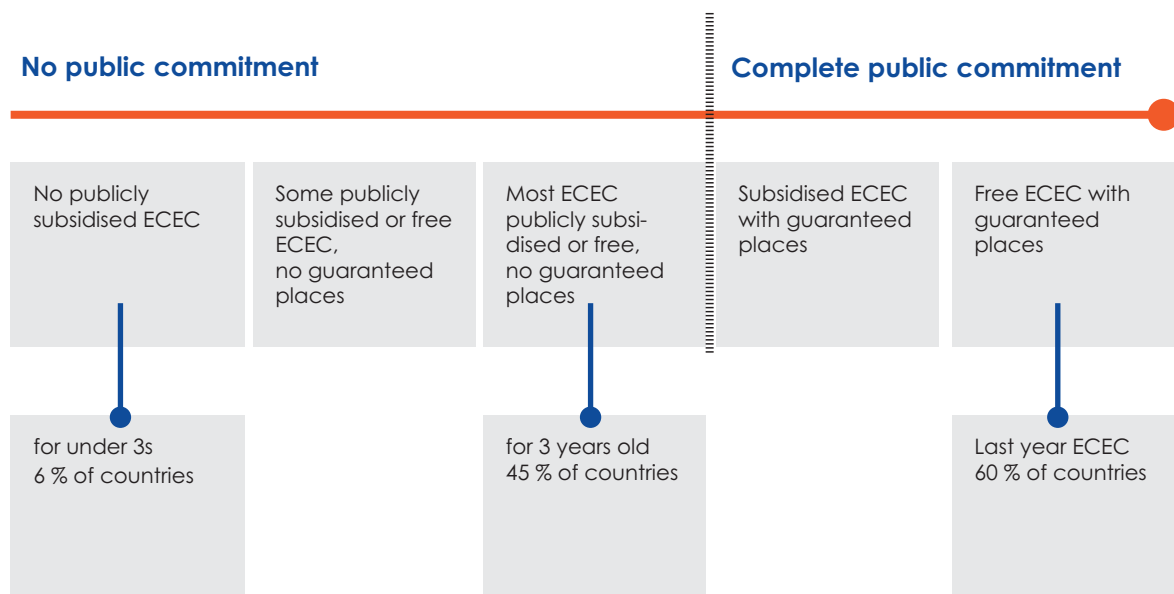 No public commitment
Complete public commitment
No publicly
subsidised ECEC
Some publicly
subsidised or free
ECEC,
no guaranteed
places
Most ECEC
publicly subsi-
dised or free,
no guaranteed
places
Subsidised ECEC
with guaranteed
places
Free ECEC with
guaranteed
places
for under 3s
6 % of countries
for 3 years old
45 % of countries
Last year ECEC
60 % of countries